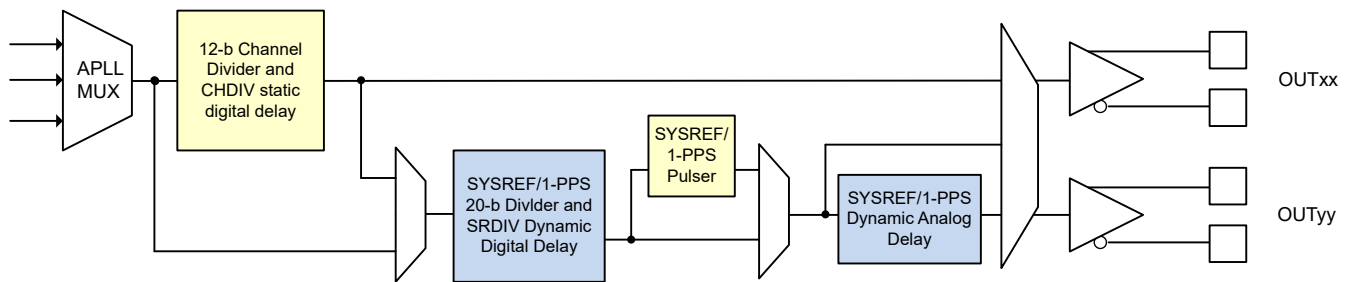 APLL
MUX
12-b Channel
Divider and
CHDIV static
digital delay
SYSREF/1-PPS
20-b DivIder and
SRDIV Dynamic
Digital Delay
SYSREF/
1-PPS
Pulser
SYSREF/1-PPS
Dynamic Analog
Delay
OUTxx
OUTyy